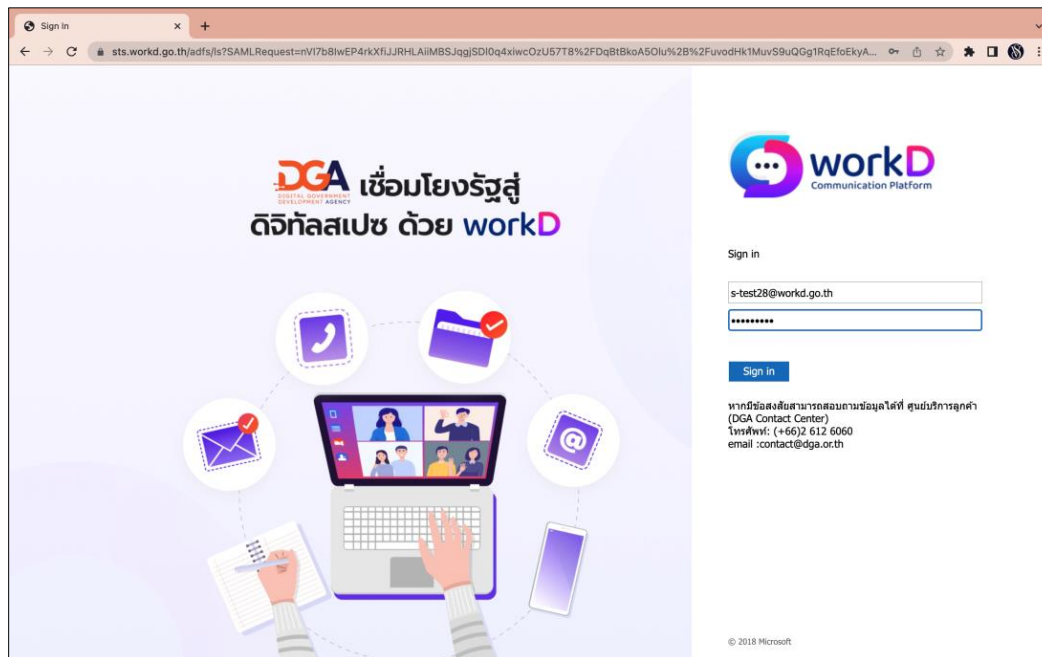 Sign in
sts.workd.go.th/adfs/ls?SAMLRequest=nVI7b8IwEP4rkXfiJJRHLAiiMBSJqgjSDl0q4xiwcOzU57T8%2FDqBtBkoA5Olu%2B%2FuvodHk1MuvS9uQGg1RqEfoEkyA...
DGA เชื่อมโยงรัฐสู่
DIGITAL GOVERNMENT
DEVELOPMENT AGENCY
ดิจิทัลสเปซ ด้วย workD
workD
Communication Platform
Sign in
s-test28@workd.go.th
•••••••••
Sign in
หากมีข้อสงสัยสามารถสอบถามข้อมูลได้ที่ ศูนย์บริการลูกค้า
(DGA Contact Center)
โทรศัพท์: (+66)2 612 6060
email :contact@dga.or.th
© 2018 Microsoft